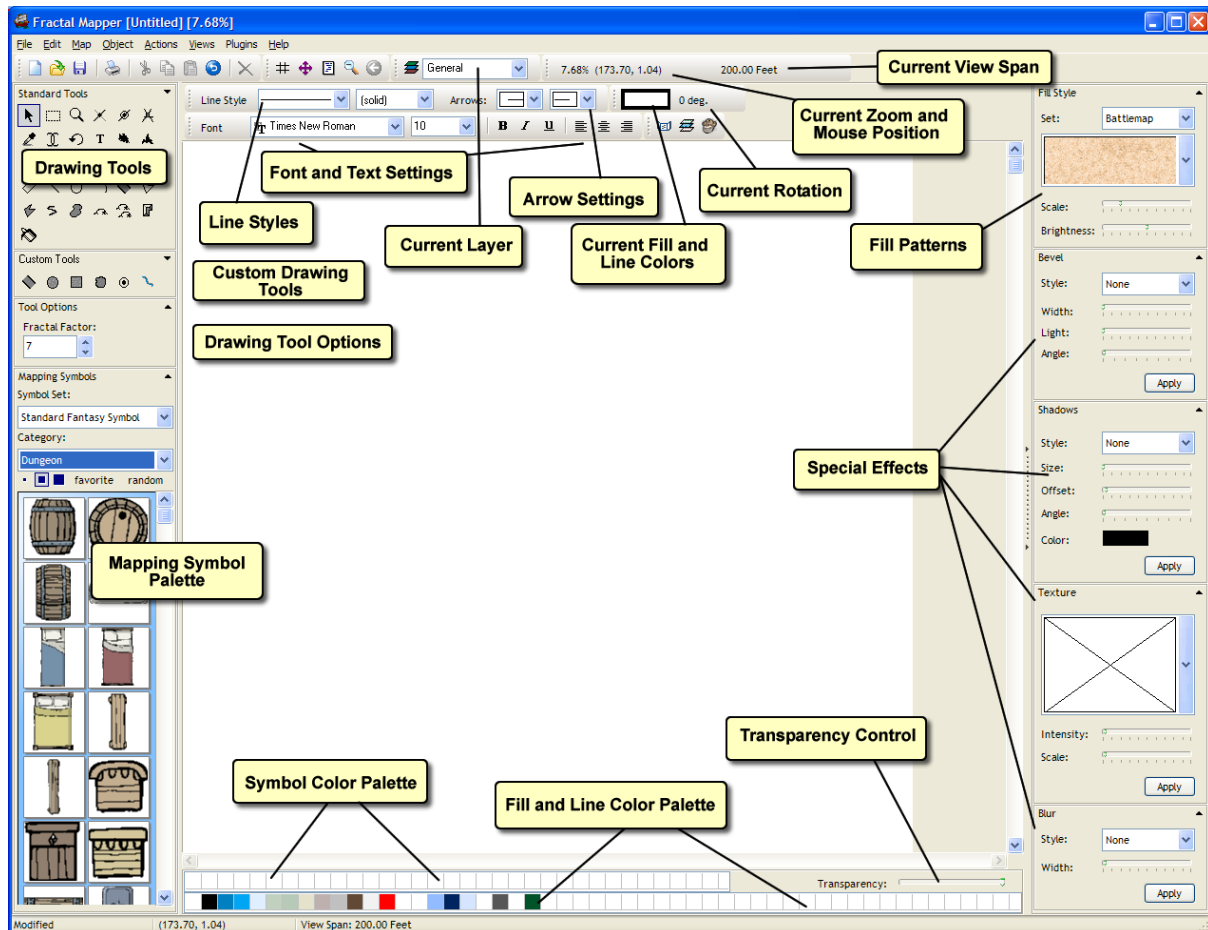 Fractal Mapper [Untitled] [7.68%]
File Edit Map Object Actions Views Plugins Help
General
7.68% (173.70, 1.04)
200.00 Feet
Current View Span
Standard Tools
Line Style
(solid)
Arrows:
0 deg.
Current Zoom and
Mouse Position
Fill Style
Set:
Battlemap
Font
Times New Roman
10
B I U
Drawing Tools
Font and Text Settings
Arrow Settings
Current Rotation
Line Styles
Current Layer
Current Fill and
Line Colors
Fill Patterns
Scale:
Brightness:
Custom Tools
Custom Drawing
Tools
Bevel
Style:
None
Width:
Light:
Angle:
Apply
Tool Options
Fractal Factor:
7
Drawing Tool Options
Mapping Symbols
Symbol Set:
Standard Fantasy Symbol
Category:
Dungeon
favorite random
Shadows
Style:
None
Size:
Offset:
Angle:
Color:
Apply
Special Effects
Mapping Symbol
Palette
Texture
Intensity:
Scale:
Apply
Transparency Control
Symbol Color Palette
Fill and Line Color Palette
Blur
Style:
None
Width:
Apply
Transparency:
Modified
(173.70, 1.04)
View Span: 200.00 Feet